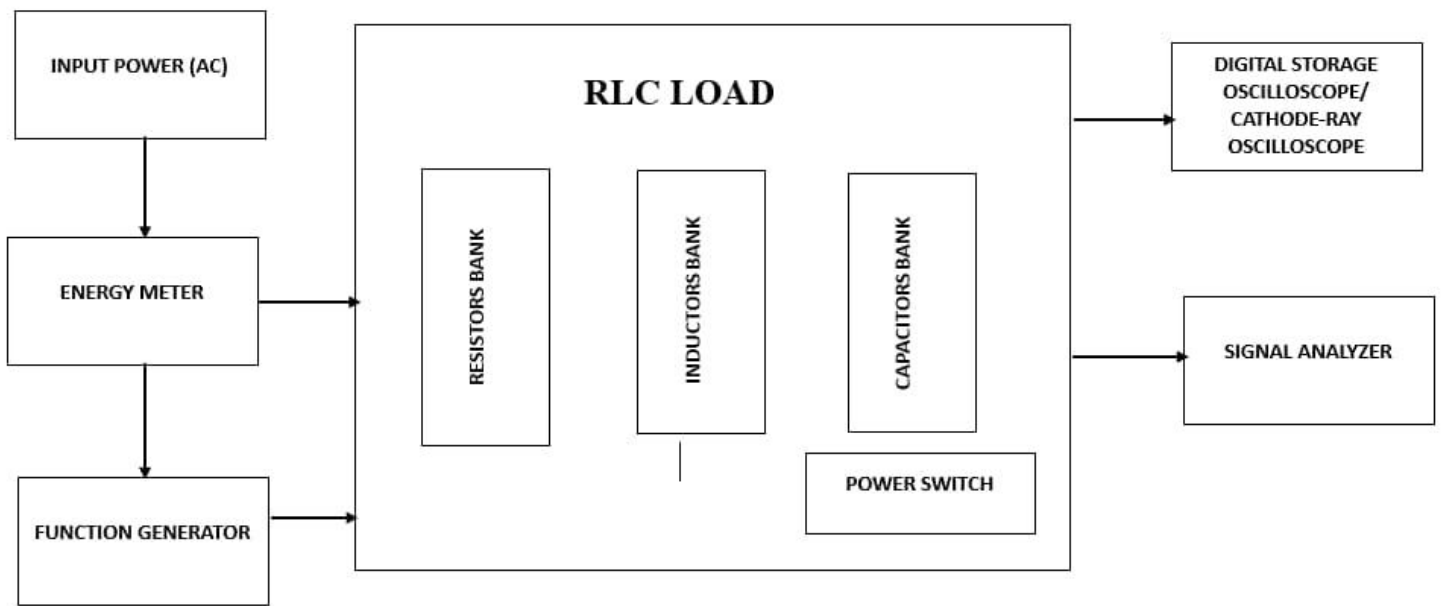 INPUT POWER (AC)
ENERGY METER
FUNCTION GENERATOR
RLC LOAD
RESISTORS BANK
INDUCTORS BANK
CAPACITORS BANK
POWER SWITCH
DIGITAL STORAGE
OSCILLOSCOPE/
CATHODE-RAY
OSCILLOSCOPE
SIGNAL ANALYZER